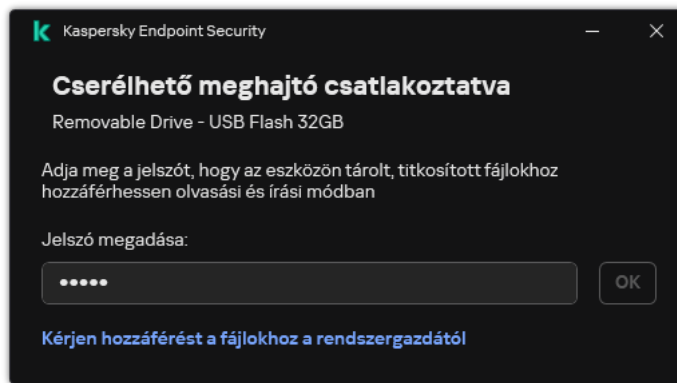 Kaspersky Endpoint Security
Cserélhető meghajtó csatlakoztatva
Removable Drive - USB Flash 32GB
Adja meg a jelszót, hogy az eszközön tárolt, titkosított fájlokhoz
hozzáférhessen olvasási és írási módban
Jelszó megadása:
•••••
OK
Kérjen hozzáférést a fájlokhoz a rendszergazdától